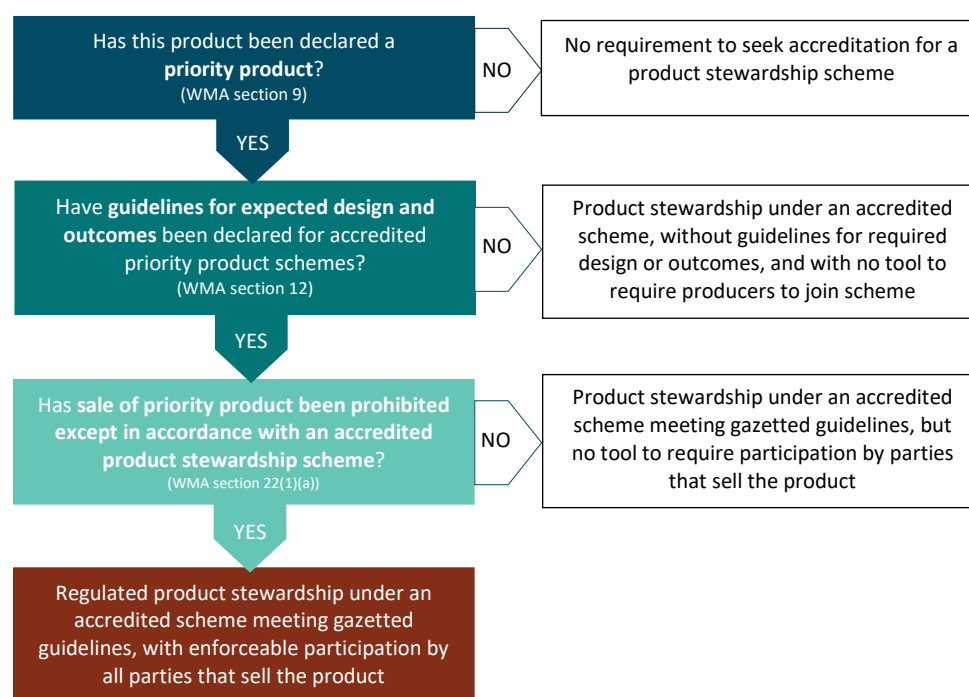 Has this product been declared a
priority product?
(WMA section 9)
NO
No requirement to seek accreditation for a
product stewardship scheme
YES
Have guidelines for expected design and
outcomes been declared for accredited
priority product schemes?
(WMA section 12)
NO
Product stewardship under an accredited
scheme, without guidelines for required
design or outcomes, and with no tool to
require producers to join scheme
YES
Has sale of priority product been prohibited
except in accordance with an accredited
product stewardship scheme?
(WMA section 22(1)(a))
NO
Product stewardship under an accredited
scheme meeting gazetted guidelines, but
no tool to require participation by parties
that sell the product
YES
Regulated product stewardship under an
accredited scheme meeting gazetted
guidelines, with enforceable participation by
all parties that sell the product